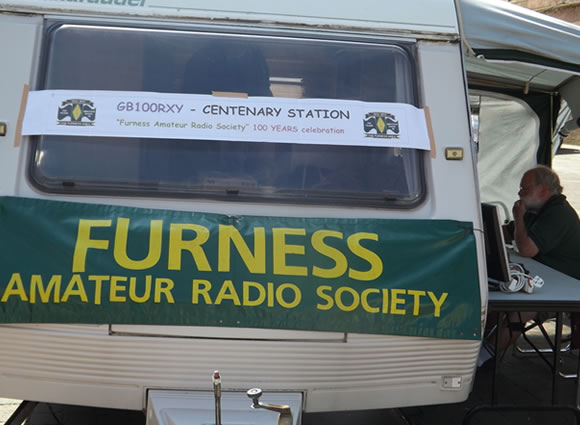 GB100RXY - CENTENARY STATION
"Furness Amateur Radio Society" 100 YEARS celebration
FURNESS
AMATEUR RADIO SOCIETY